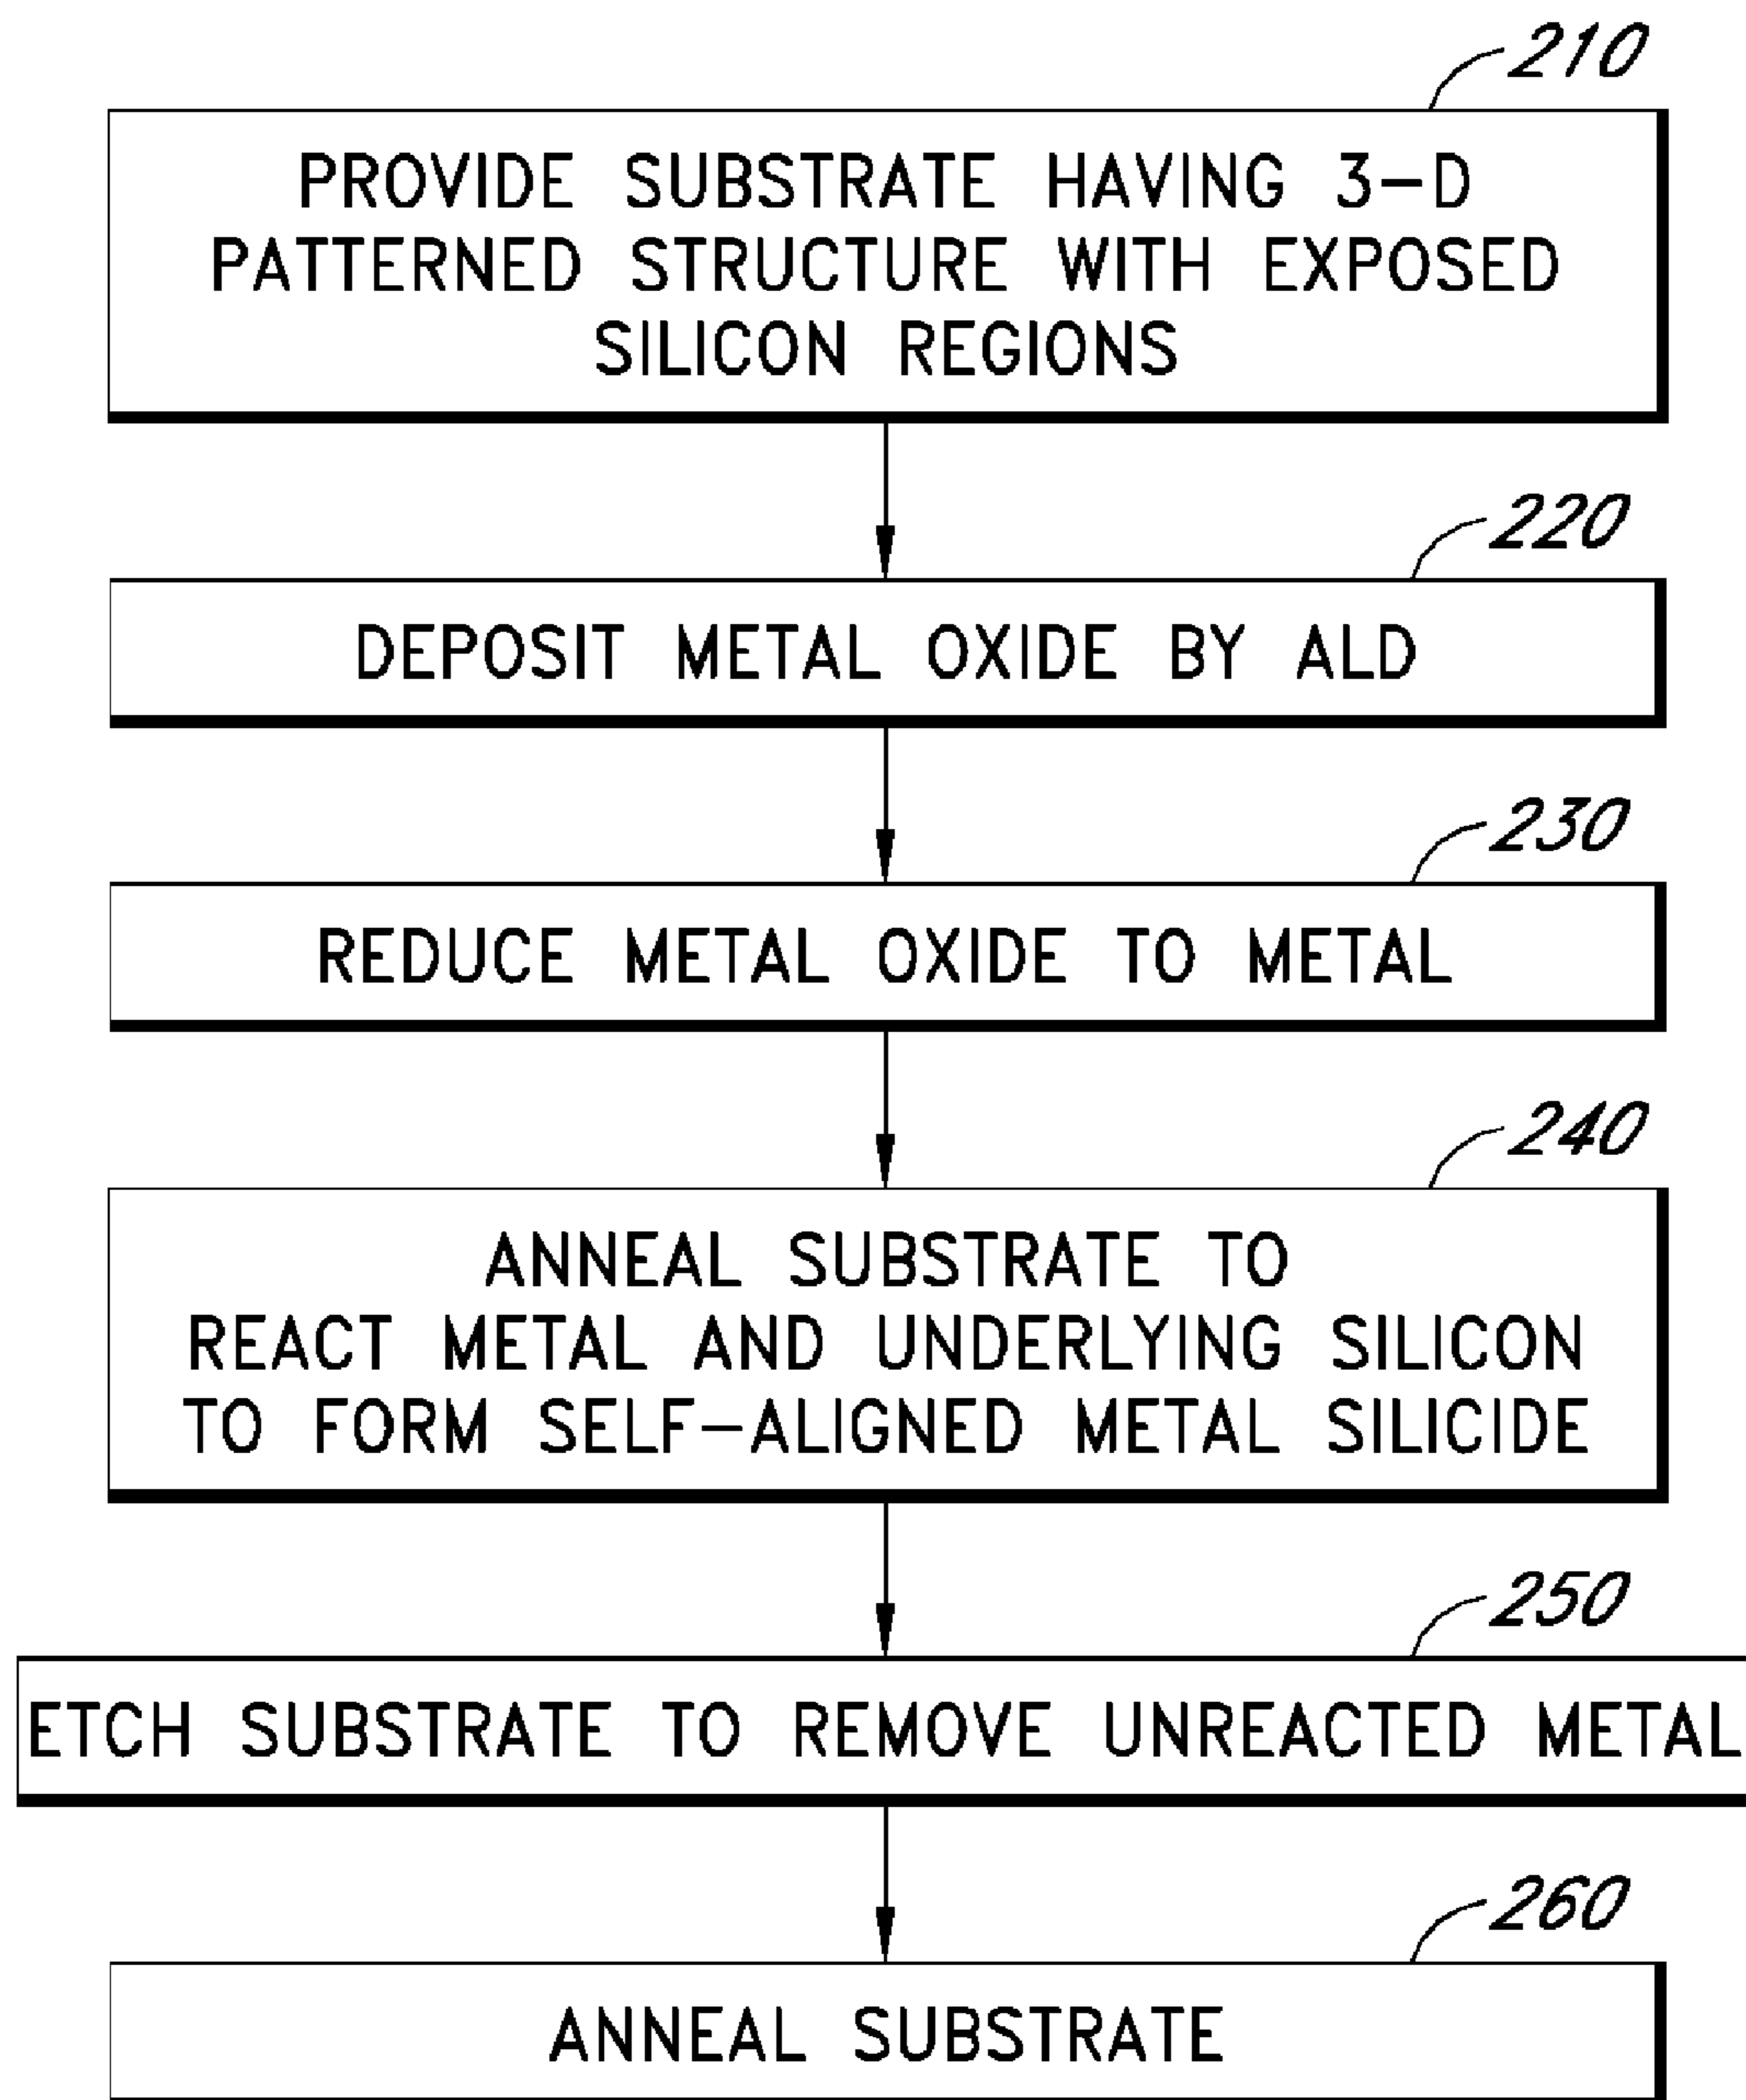 210
PROVIDE SUBSTRATE HAVING 3-D
PATTERNED STRUCTURE WITH EXPOSED
SILICON REGIONS
220
DEPOSIT METAL OXIDE BY ALD
230
REDUCE METAL OXIDE TO METAL
240
ANNEAL SUBSTRATE TO
REACT METAL AND UNDERLYING SILICON
TO FORM SELF-ALIGNED METAL SILICIDE
250
ETCH SUBSTRATE TO REMOVE UNREACTED METAL
260
ANNEAL SUBSTRATE